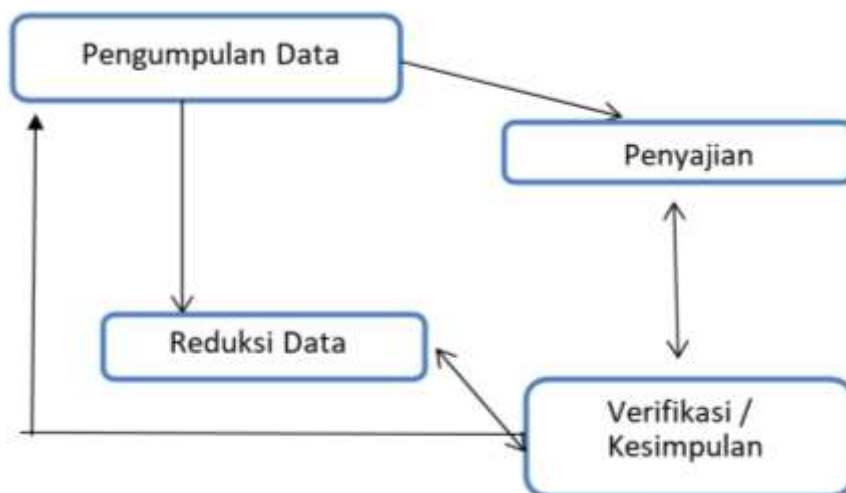 Pengumpulan Data
Penyajian
Reduksi Data
Verifikasi /
Kesimpulan